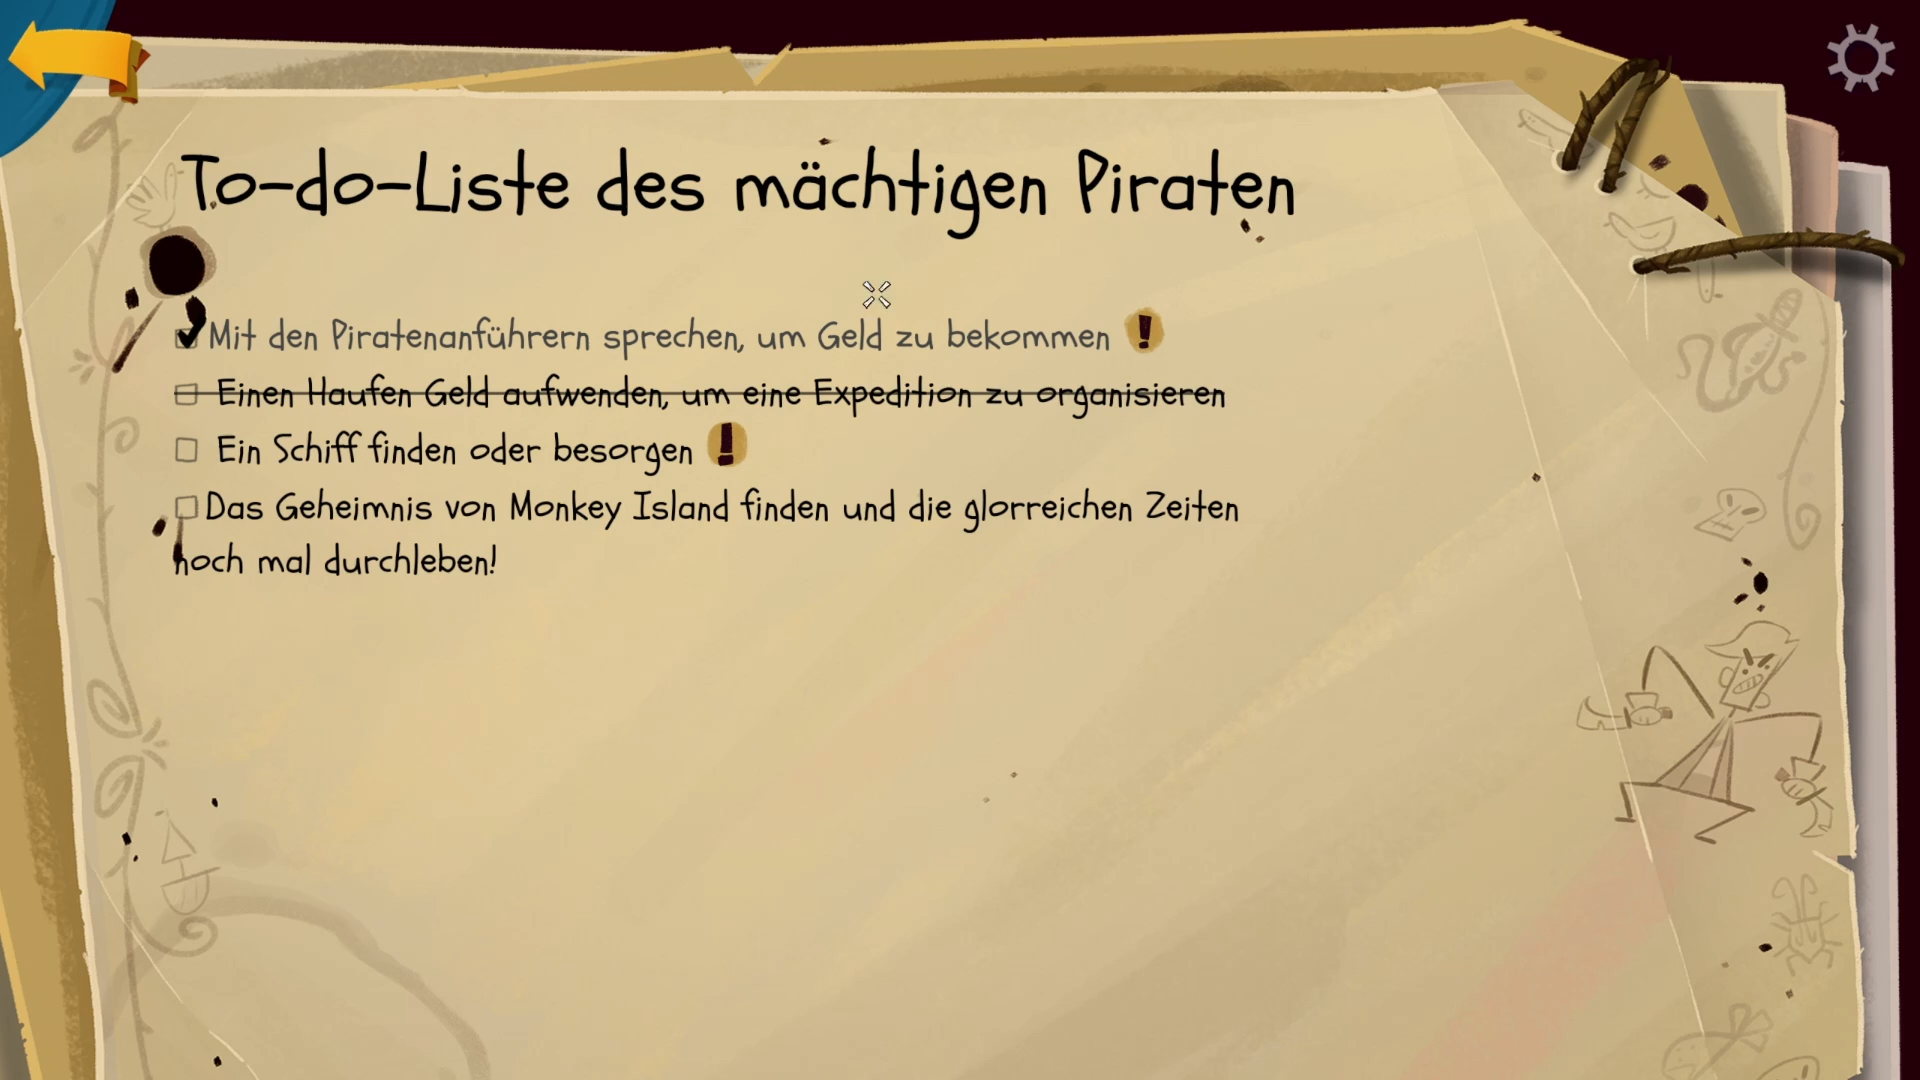 To-do-Liste des mächtigen Piraten
Mit den Piratenanführern sprechen, um Geld zu bekommen !
Einen Haufen Geld aufwenden, um eine Expedition zu organisieren
Ein Schiff finden oder besorgen !
Das Geheimnis von Monkey Island finden und die glorreichen Zeiten
noch mal durchleben!